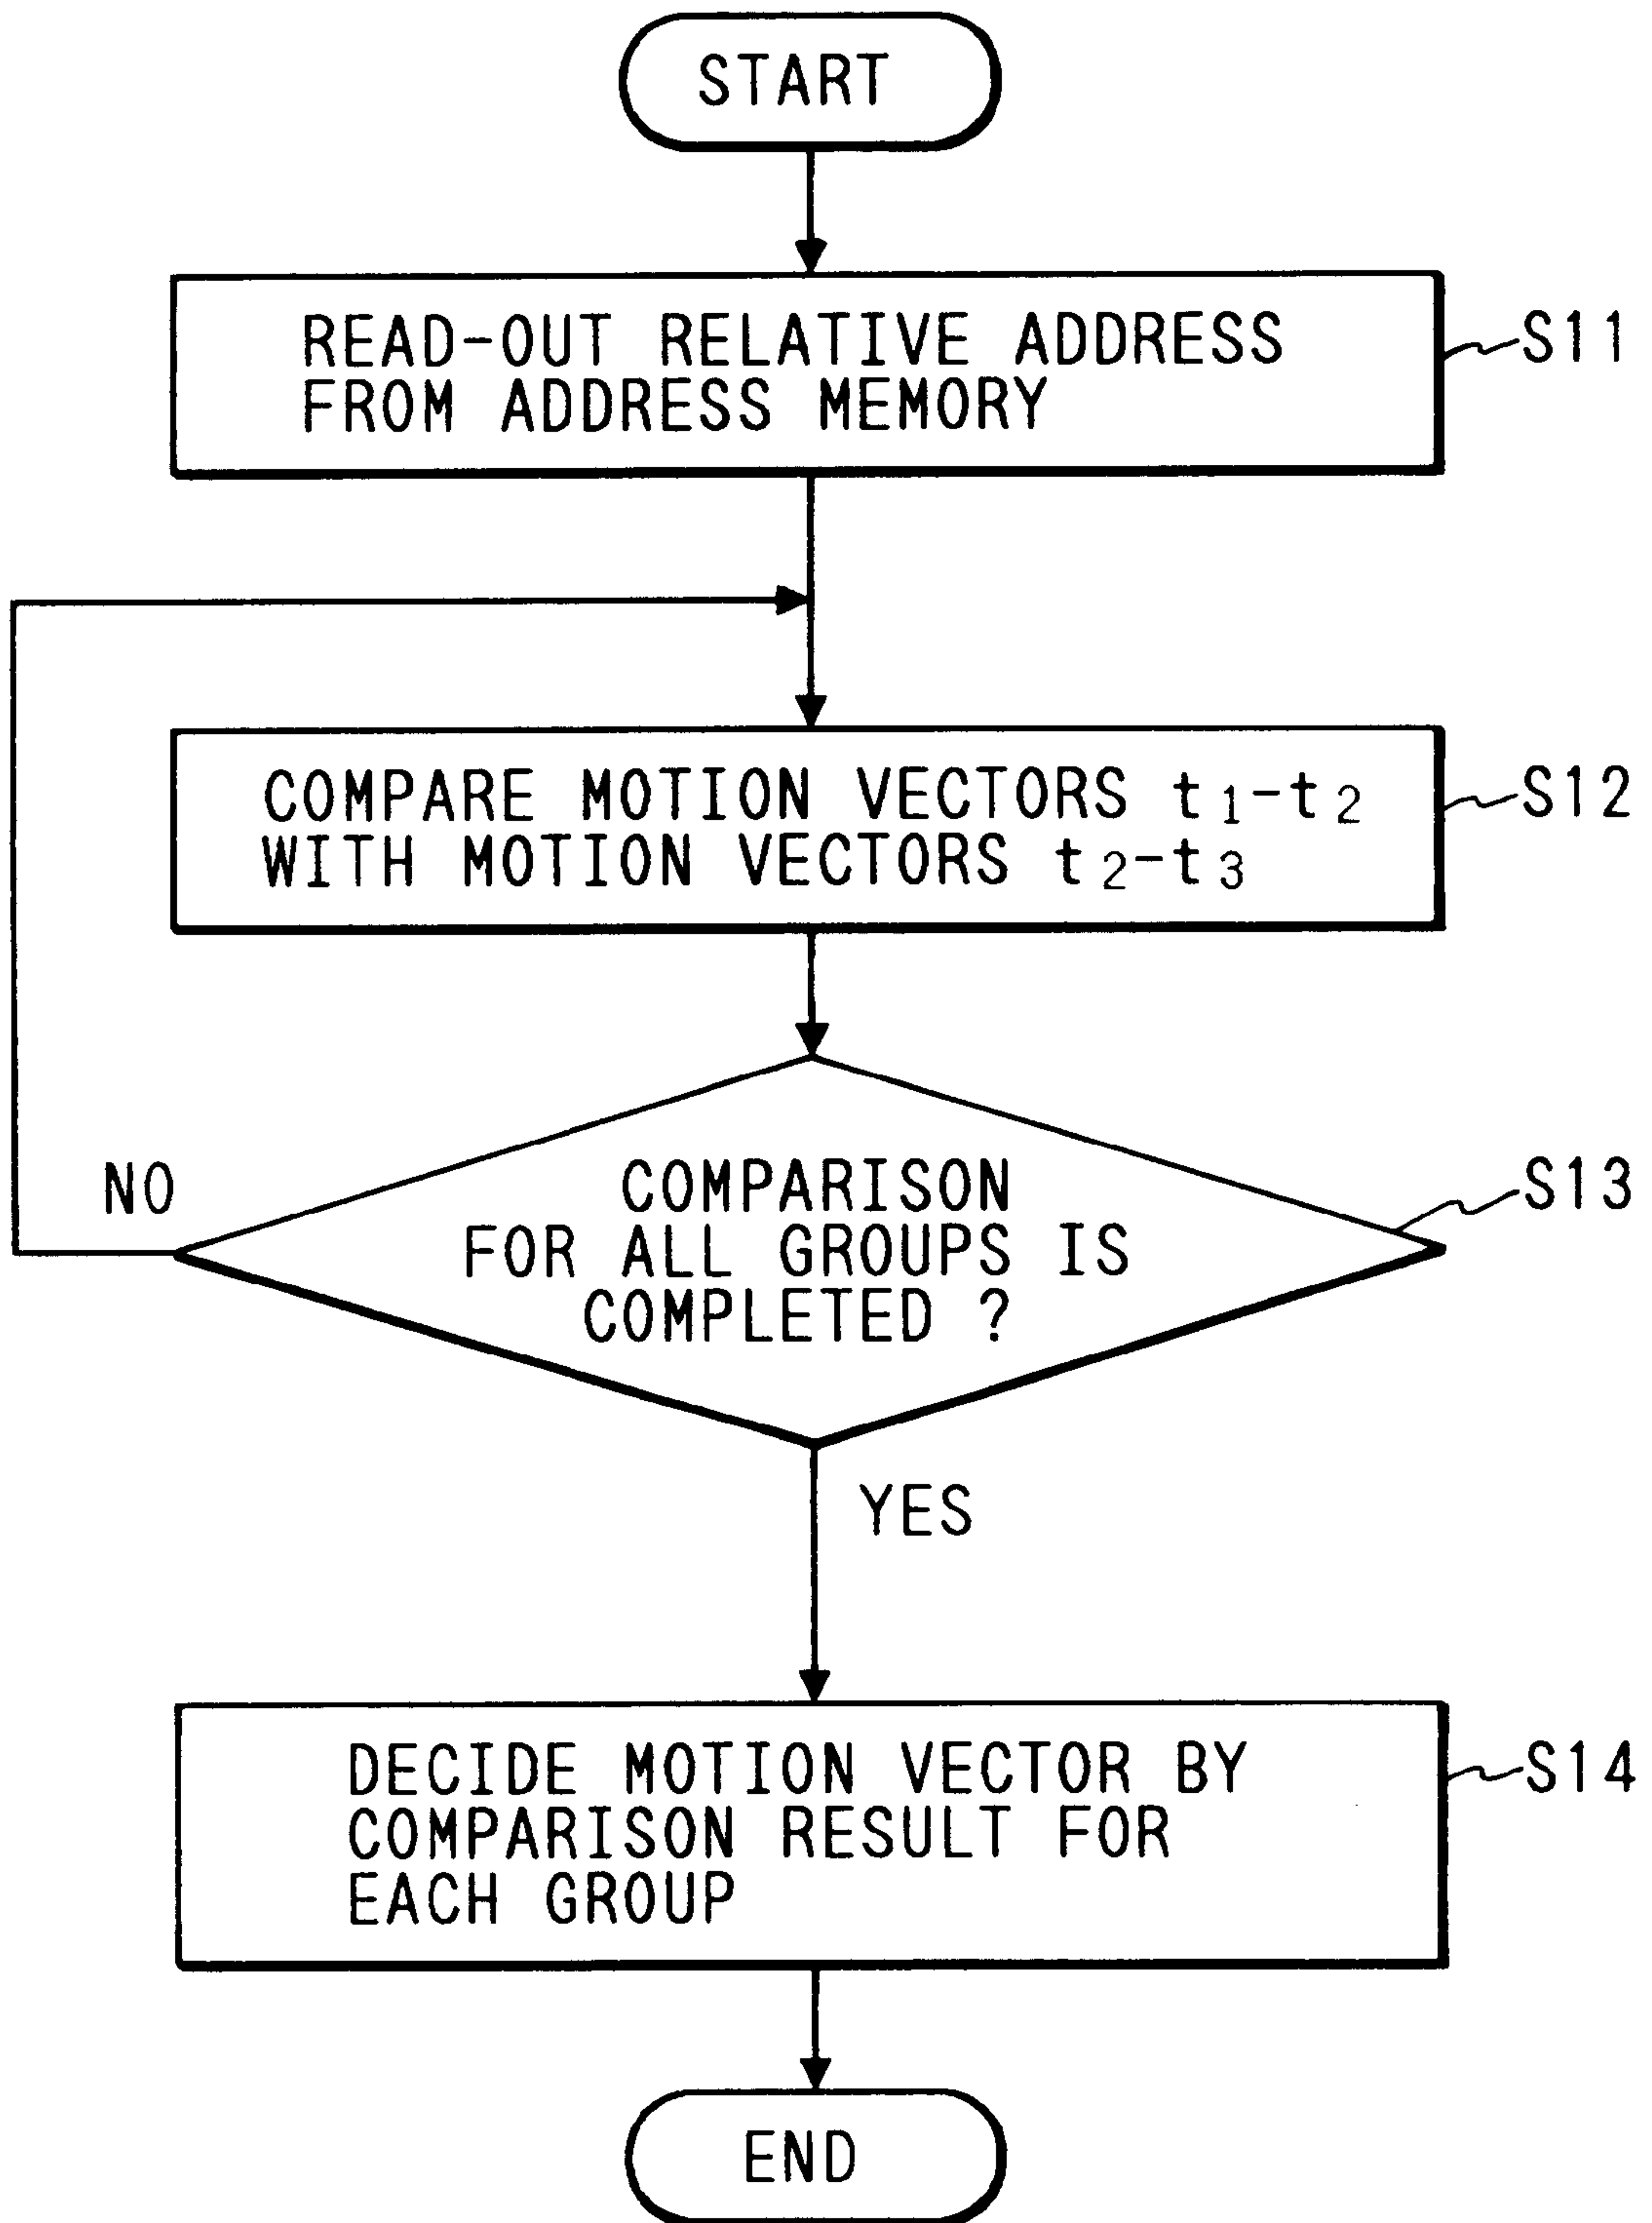 START
READ-OUT RELATIVE ADDRESS
FROM ADDRESS MEMORY
S11
COMPARE MOTION VECTORS t1-t2
WITH MOTION VECTORS t2-t3
S12
COMPARISON
FOR ALL GROUPS IS
COMPLETED ?
S13
NO
YES
DECIDE MOTION VECTOR BY
COMPARISON RESULT FOR
EACH GROUP
S14
END